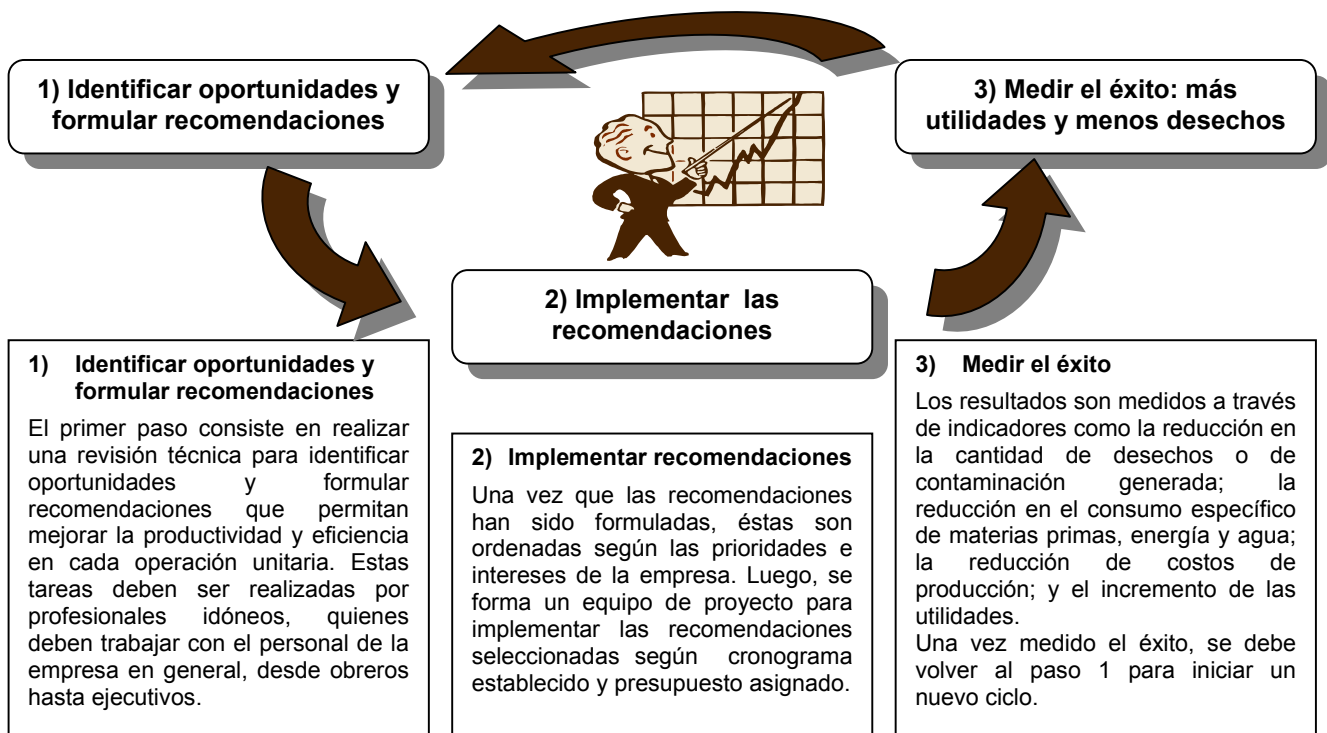 1) Identificar oportunidades y
formular recomendaciones
3) Medir el éxito: más
utilidades y menos desechos
2) Implementar las
recomendaciones
1) Identificar oportunidades y
formular recomendaciones
El primer paso consiste en realizar
una revisión técnica para identificar
oportunidades y formular
recomendaciones que permitan
mejorar la productividad y eficiencia
en cada operación unitaria. Estas
tareas deben ser realizadas por
profesionales idóneos, quienes
deben trabajar con el personal de la
empresa en general, desde obreros
hasta ejecutivos.
2) Implementar recomendaciones
Una vez que las recomendaciones
han sido formuladas, éstas son
ordenadas según las prioridades e
intereses de la empresa. Luego, se
forma un equipo de proyecto para
implementar las recomendaciones
seleccionadas según cronograma
establecido y presupuesto asignado.
3) Medir el éxito
Los resultados son medidos a través
de indicadores como la reducción en
la cantidad de desechos o de
contaminación generada; la
reducción en el consumo específico
de materias primas, energía y agua;
la reducción de costos de
producción; y el incremento de las
utilidades.
Una vez medido el éxito, se debe
volver al paso 1 para iniciar un
nuevo ciclo.